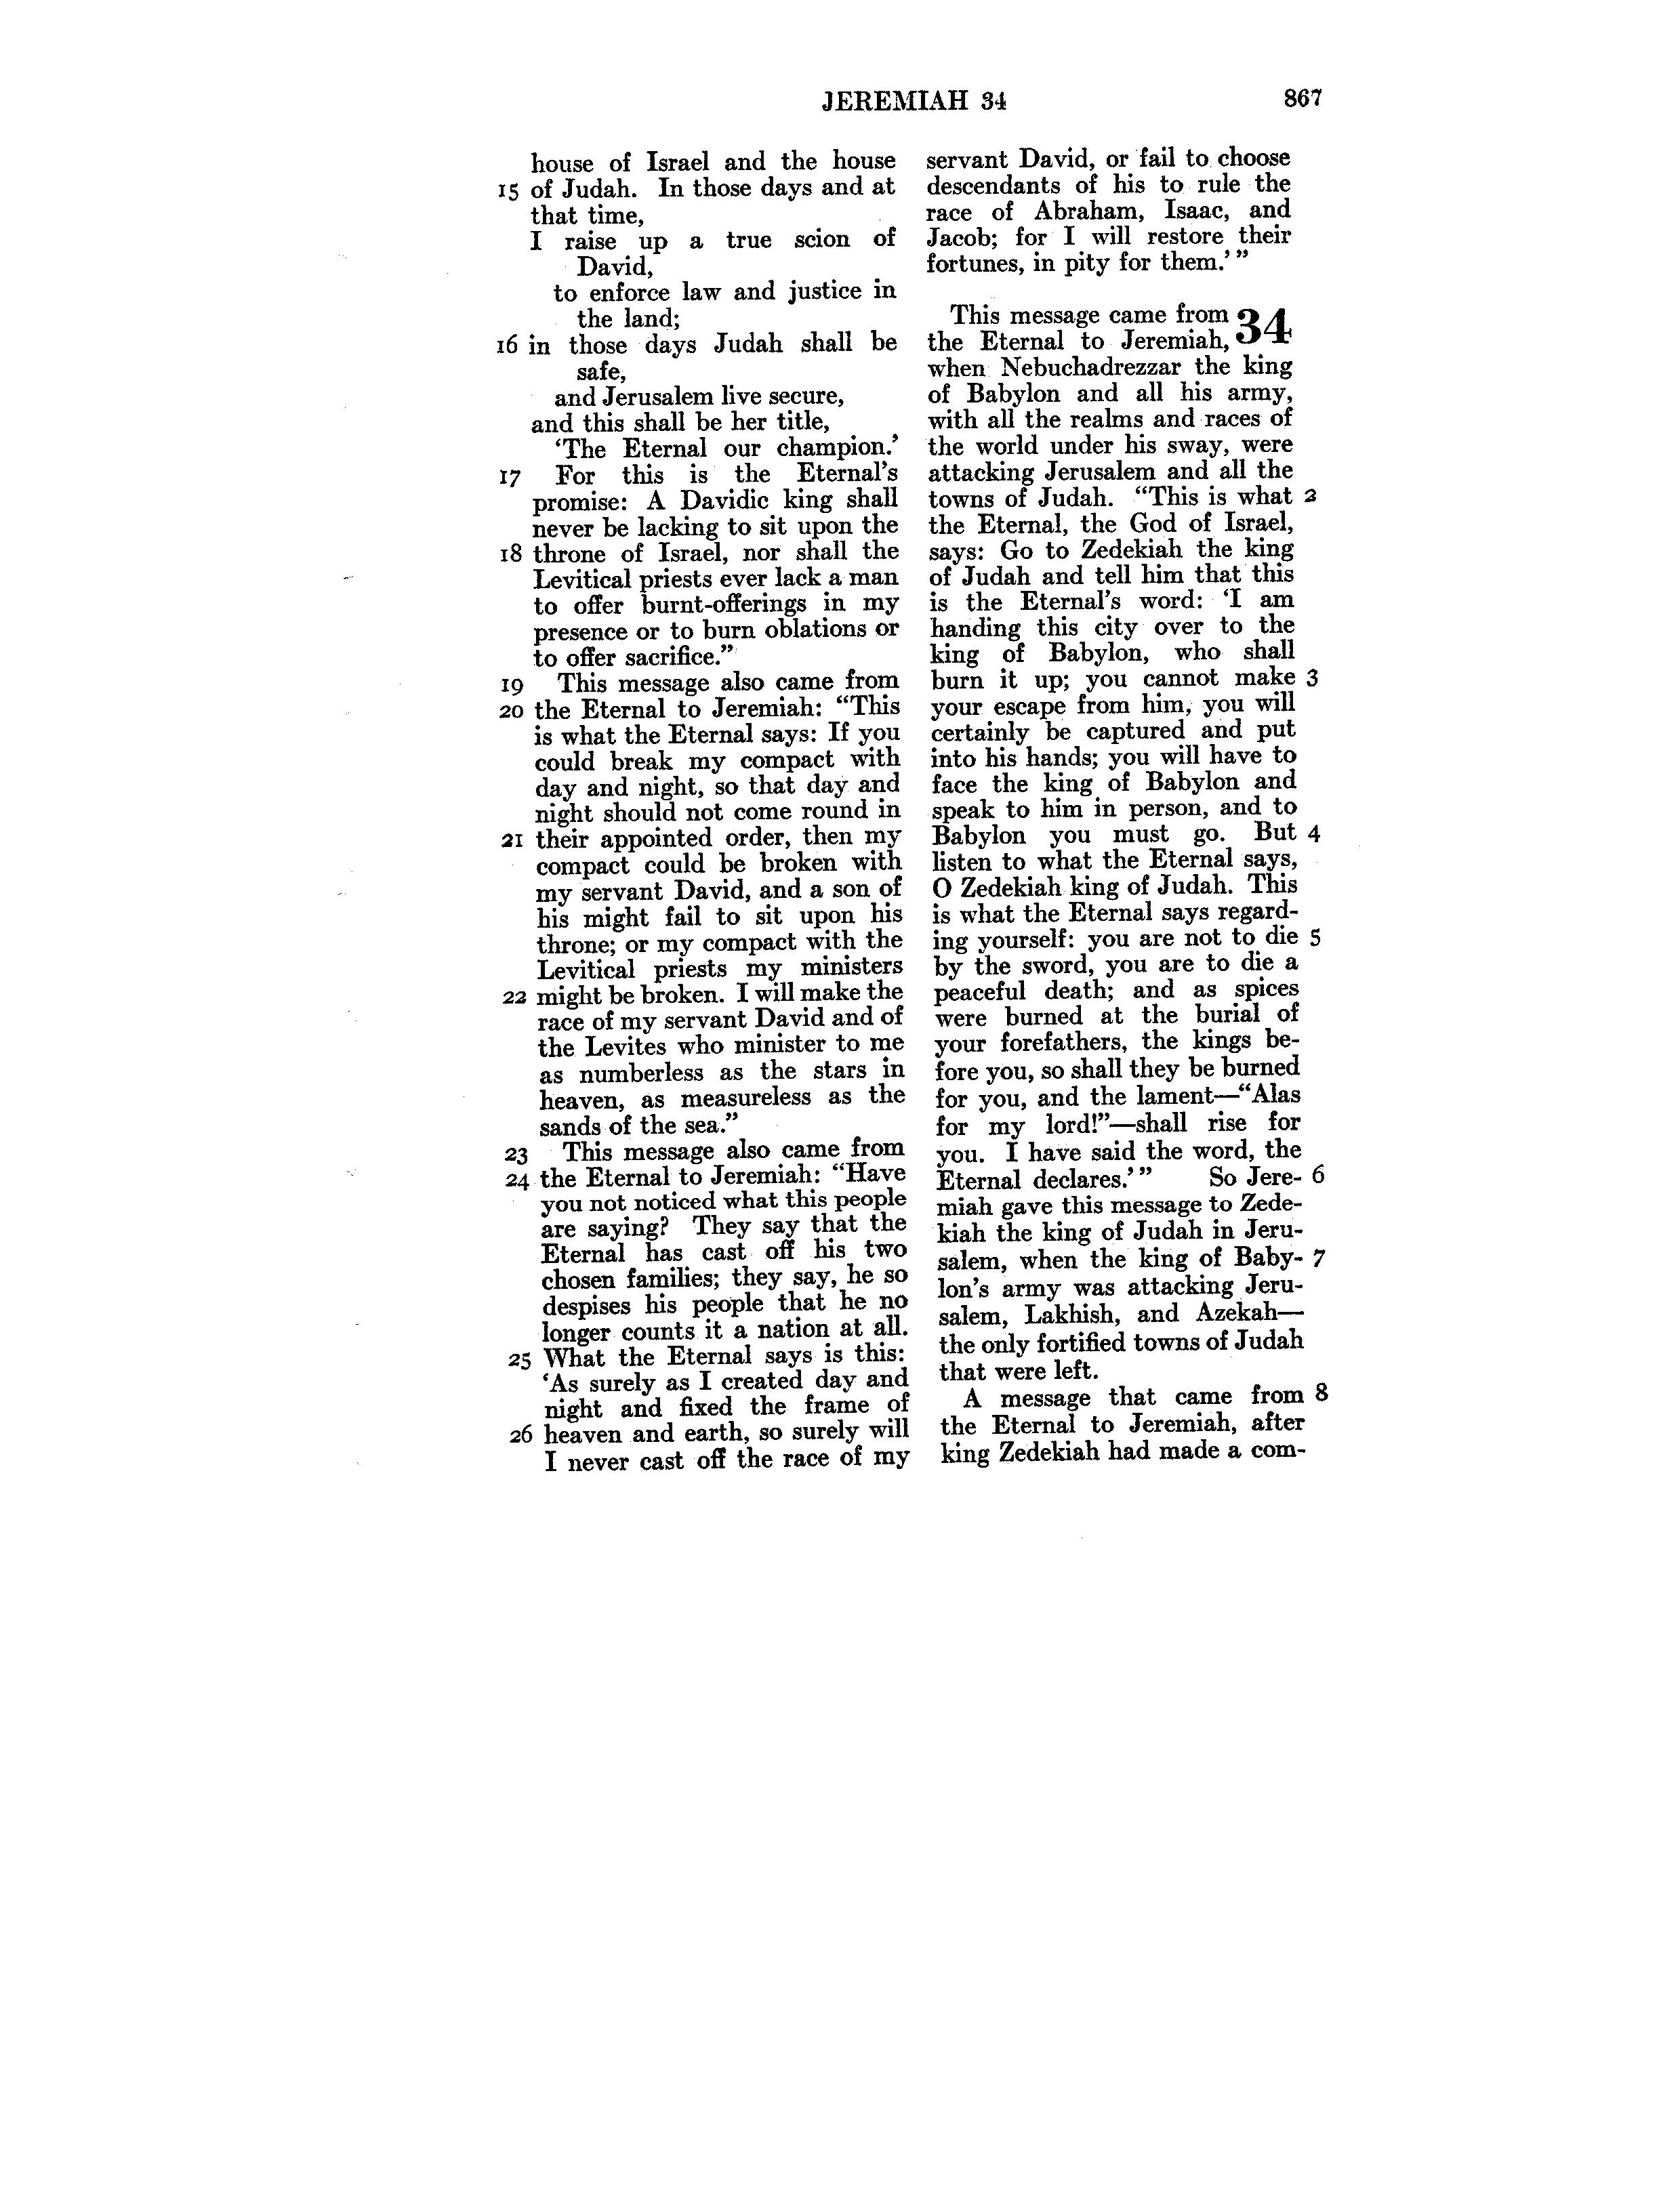 JEREMIAH 34 867
house of Israel and the house
15 of Judah. In those days and at
that time,
I raise up a true scion of
David,
to enforce law and justice in
the land;
16 in those days Judah shall be
safe,
and Jerusalem live secure,
and this shall be her title,
‘The Eternal our champion.’
17 For this is the Eternal’s
promise: A Davidic king shall
never be lacking to sit upon the
18 throne of Israel, nor shall the
Levitical priests ever lack a man
to offer burnt-offerings in my
presence or to burn oblations or
to offer sacrifice.”
19 This message also came from
20 the Eternal to Jeremiah: “This
is what the Eternal says: If you
could break my compact with
day and night, so that day and
night should not come round in
21 their appointed order, then my
compact could be broken with
my servant David, and a son of
his might fail to sit upon his
throne; or my compact with the
Levitical priests my ministers
22 might be broken. I will make the
race of my servant David and of
the Levites who minister to me
as numberless as the stars in
heaven, as measureless as the
sands of the sea.”
23 This message also came from
24 the Eternal to Jeremiah: “Have
you not noticed what this people
are saying? They say that the
Eternal has cast off his two
chosen families; they say, he so
despises his people that he no
longer counts it a nation at all.
25 What the Eternal says is this:
‘As surely as I created day and
night and fixed the frame of
26 heaven and earth, so surely will
I never cast off the race of my
servant David, or fail to choose
descendants of his to rule the
race of Abraham, Isaac, and
Jacob; for I will restore their
fortunes, in pity for them.’ ”
This message came from 34
the Eternal to Jeremiah,
when Nebuchadrezzar the king
of Babylon and all his army,
with all the realms and races of
the world under his sway, were
attacking Jerusalem and all the
towns of Judah. “This is what 2
the Eternal, the God of Israel,
says: Go to Zedekiah the king
of Judah and tell him that this
is the Eternal’s word: ‘I am
handing this city over to the
king of Babylon, who shall
burn it up; you cannot make 3
your escape from him, you will
certainly be captured and put
into his hands; you will have to
face the king of Babylon and
speak to him in person, and to
Babylon you must go. But 4
listen to what the Eternal says,
O Zedekiah king of Judah. This
is what the Eternal says regard-
ing yourself: you are not to die 5
by the sword, you are to die a
peaceful death; and as spices
were burned at the burial of
your forefathers, the kings be-
fore you, so shall they be burned
for you, and the lament—“Alas
for my lord!”—shall rise for
you. I have said the word, the
Eternal declares.’ ” So Jere- 6
miah gave this message to Zede-
kiah the king of Judah in Jeru-
salem, when the king of Baby- 7
lon’s army was attacking Jeru-
salem, Lakhish, and Azekah—
the only fortified towns of Judah
that were left.
A message that came from 8
the Eternal to Jeremiah, after
king Zedekiah had made a com-